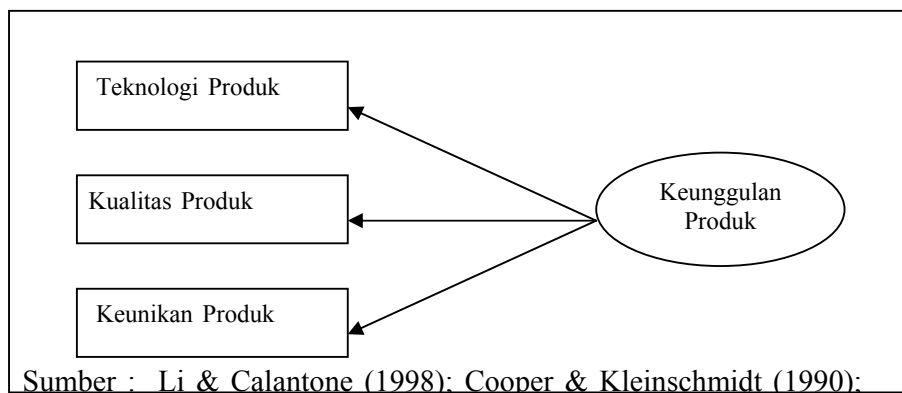 Teknologi Produk
Kualitas Produk
Keunggulan
Produk
Keunikan Produk
Sumber : Li & Calantone (1998); Cooper & Kleinschmidt (1990);